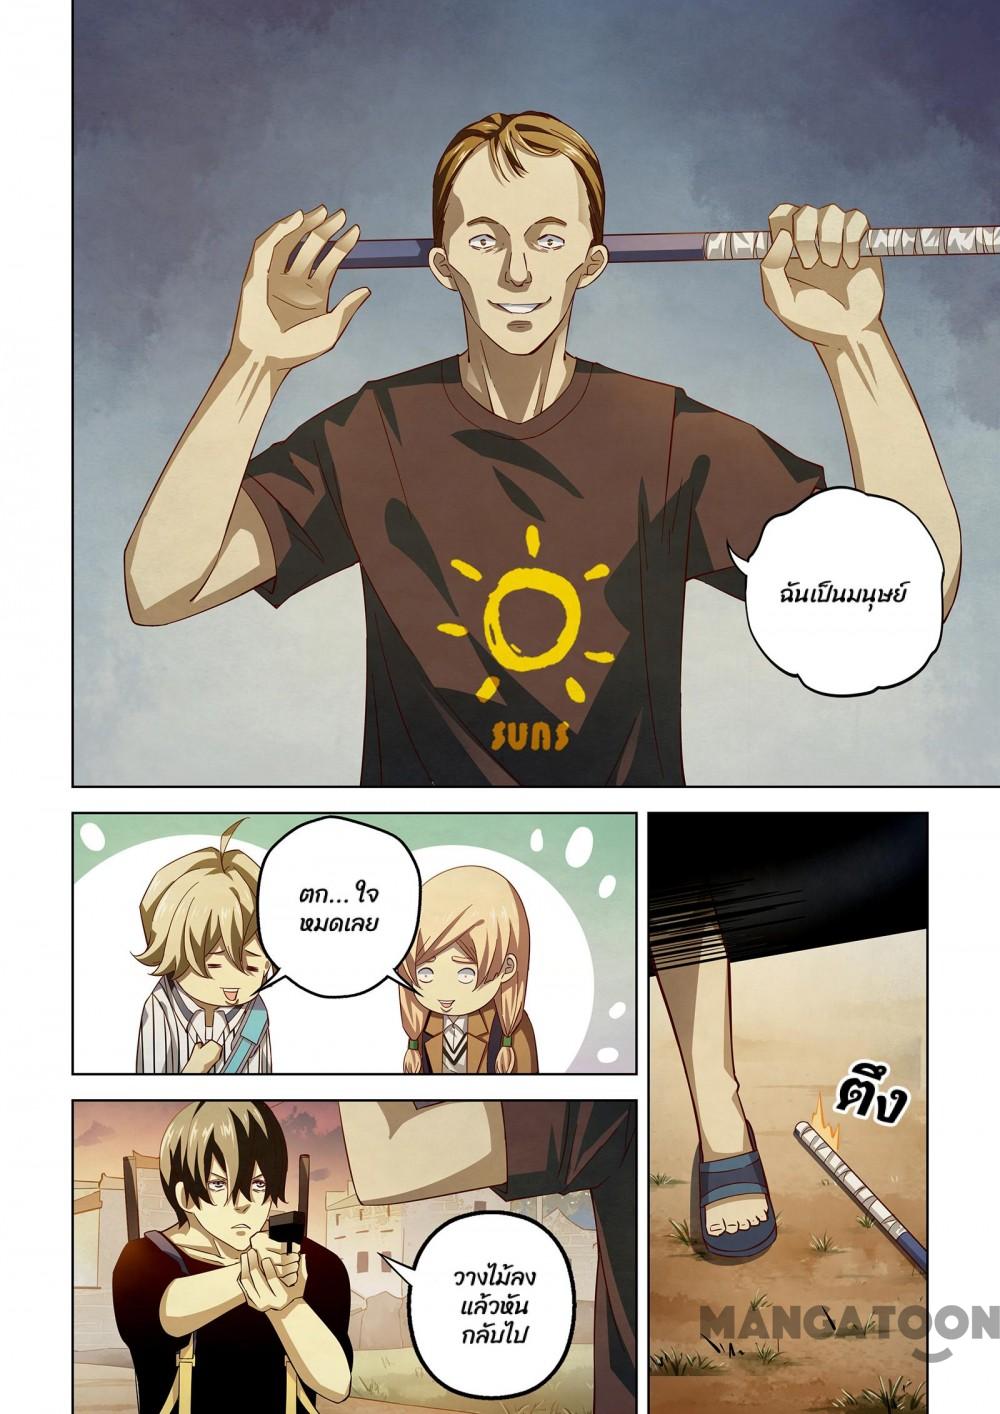 ฉันเป็นมนุษย์
SUNS
ตก... ใจ
หมดเลย
ตึง
วางไม้ลง
แล้วหัน
กลับไป
MANGATOON